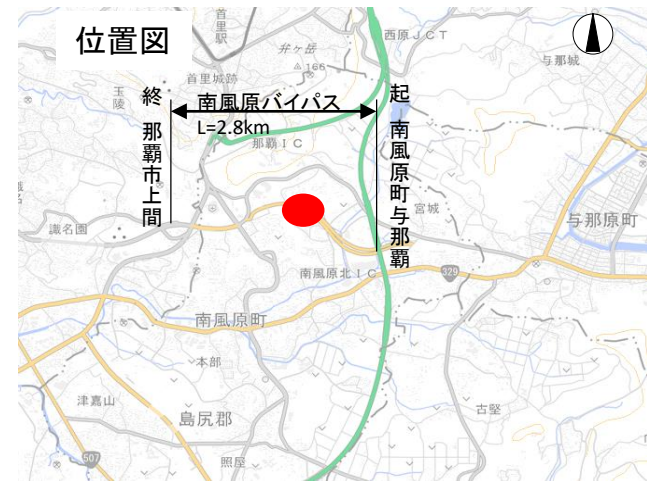 位置図
首里駅
弁ヶ岳
166
西原JCT
与那城
首里城跡
玉陵
終 那覇市上間
南風原バイパス
L=2.8km
起 南風原町与那覇
那覇IC
宮城
識名園
与那原町
南風原北IC
329
南風原町
本部
津嘉山
島尻郡
古堅
照屋
507